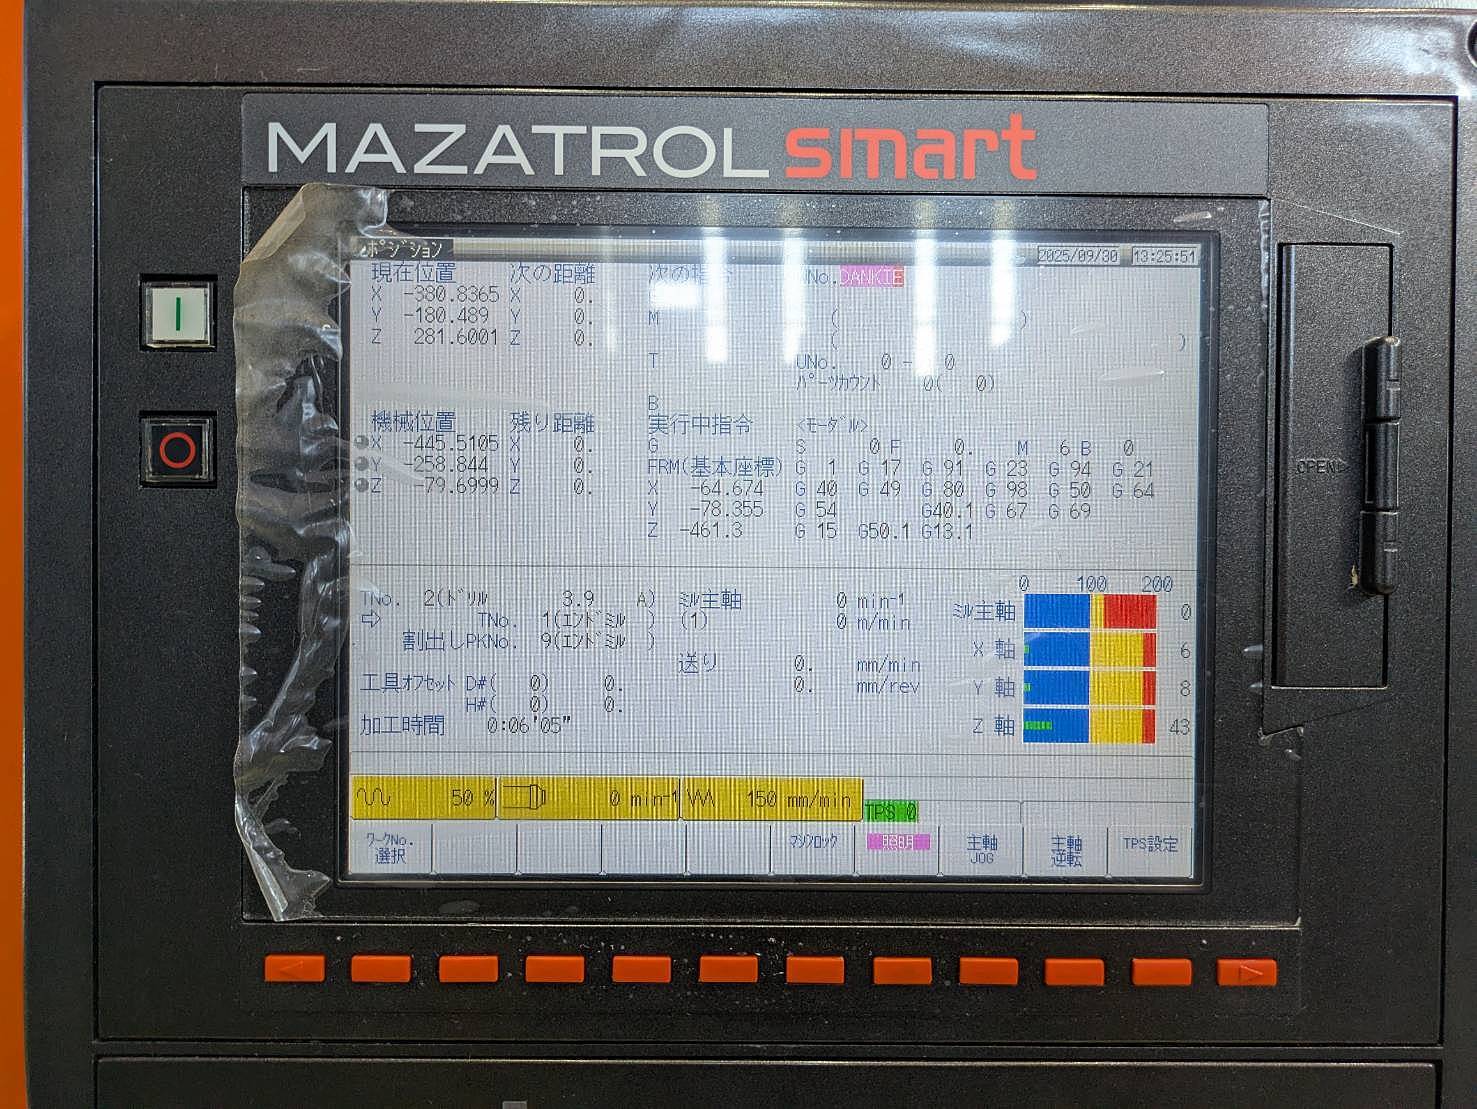 MAZATROL smart
ポジション 2025/09/30 13:25:51
現在位置 次の距離 次の指令 WNo.DANKIE
X -380.8365 X 0.
Y -180.489 Y 0. M ( )
Z 281.6001 Z 0. ( )
T UNo. 0 - 0
パーツカウント 0( 0)
B
機械位置 残り距離 実行中指令 <モーダル>
X -445.5105 X 0. G S 0 F 0. M 6 B 0
Y -258.844 Y 0. FRM(基本座標) G 1 G 17 G 91 G 23 G 94 G 21
Z -79.6999 Z 0. X -64.674 G 40 G 49 G 80 G 98 G 50 G 64
Y -78.355 G 54 G40.1 G 67 G 69
Z -461.3 G 15 G50.1 G13.1
0 100 200
TNo. 2(ドリル 3.9 A) ミル主軸 0 min-1 ミル主軸 0
⇨ TNo. 1(エンドミル ) (1) 0 m/min
割出しPKNo. 9(エンドミル ) X 軸 6
送り 0. mm/min
工具オフセット D#( 0) 0. 0. mm/rev Y 軸 8
H#( 0) 0.
加工時間 0:06'05" Z 軸 43
50 % 0 min-1 150 mm/min TPS 0
ワークNo.選択 マシンロック 照明 主軸JOG 主軸逆転 TPS設定
OPEN